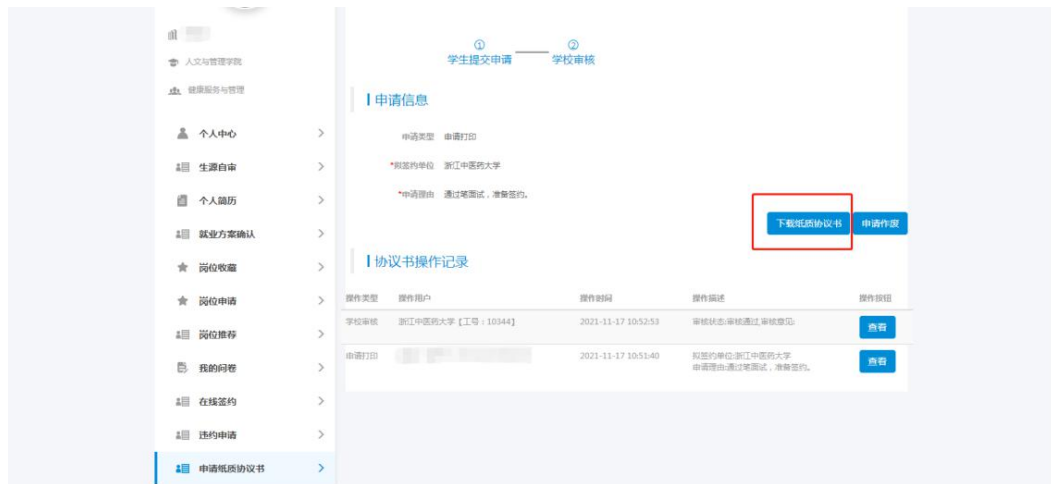 人文与管理学院
健康服务与管理
个人中心
生源自审
个人简历
就业方案确认
岗位收藏
岗位申请
岗位推荐
我的问卷
在线签约
违约申请
申请纸质协议书
① ②
学生提交申请 学校审核
申请信息
申请类型 申请打印
*拟签约单位 浙江中医药大学
*申请理由 通过笔面试，准备签约。
下载纸质协议书 申请作废
协议书操作记录
操作类型 操作用户 操作时间 操作描述 操作按钮
学校审核 浙江中医药大学【工号：10344】 2021-11-17 10:52:53 审核状态:审核通过,审核意见: 查看
申请打印 2021-11-17 10:51:40 拟签约单位:浙江中医药大学 查看
申请理由:通过笔面试，准备签约。